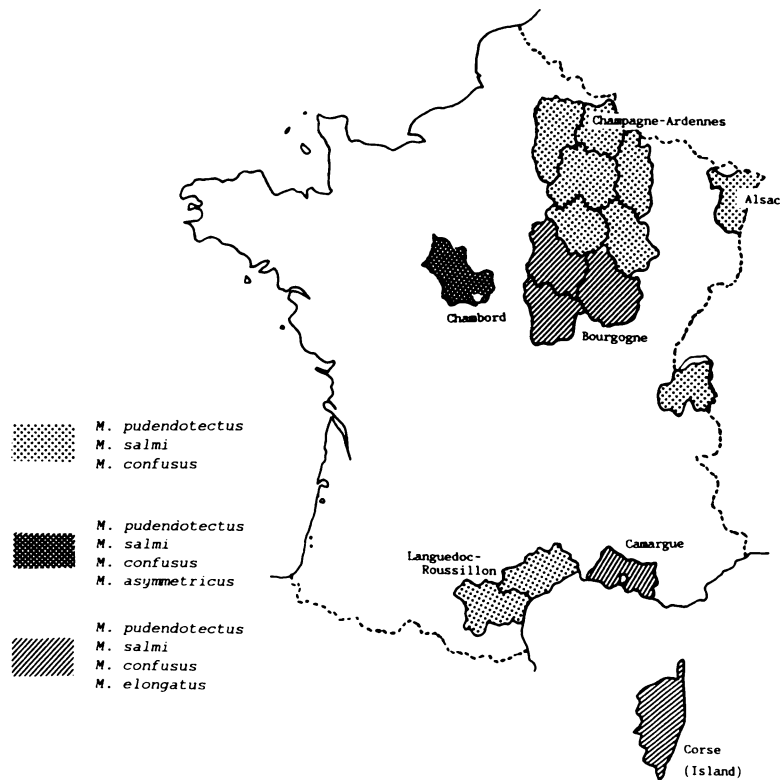 Champagne-Ardennes
Alsac
Chambord
Bourgogne
M. pudendotectus
M. salmi
M. confusus
M. pudendotectus
M. salmi
M. confusus
M. asymmetricus
Languedoc-
Roussillon
Camargue
M. pudendotectus
M. salmi
M. confusus
M. elongatus
Corse
(Island)